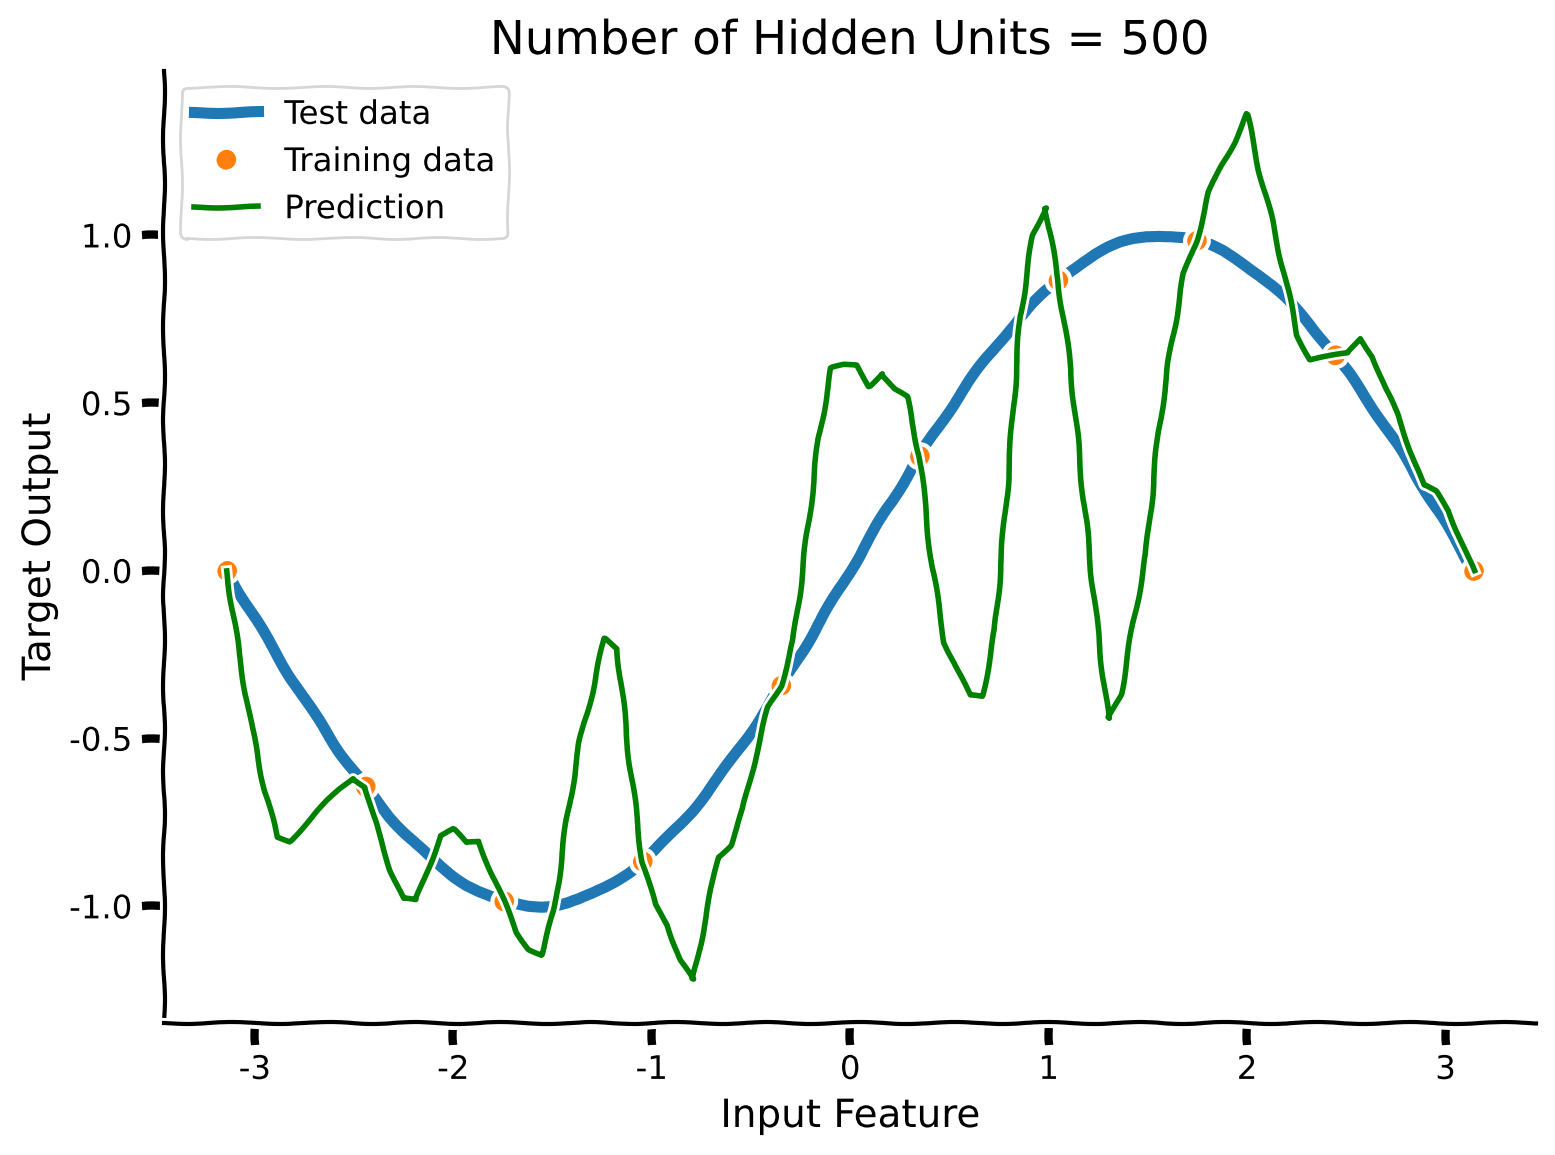 Number of Hidden Units = 500
Test data
Training data
Prediction
1.0
0.5
0.0
-0.5
-1.0
Target Output
-3
-2
-1
0
1
2
3
Input Feature